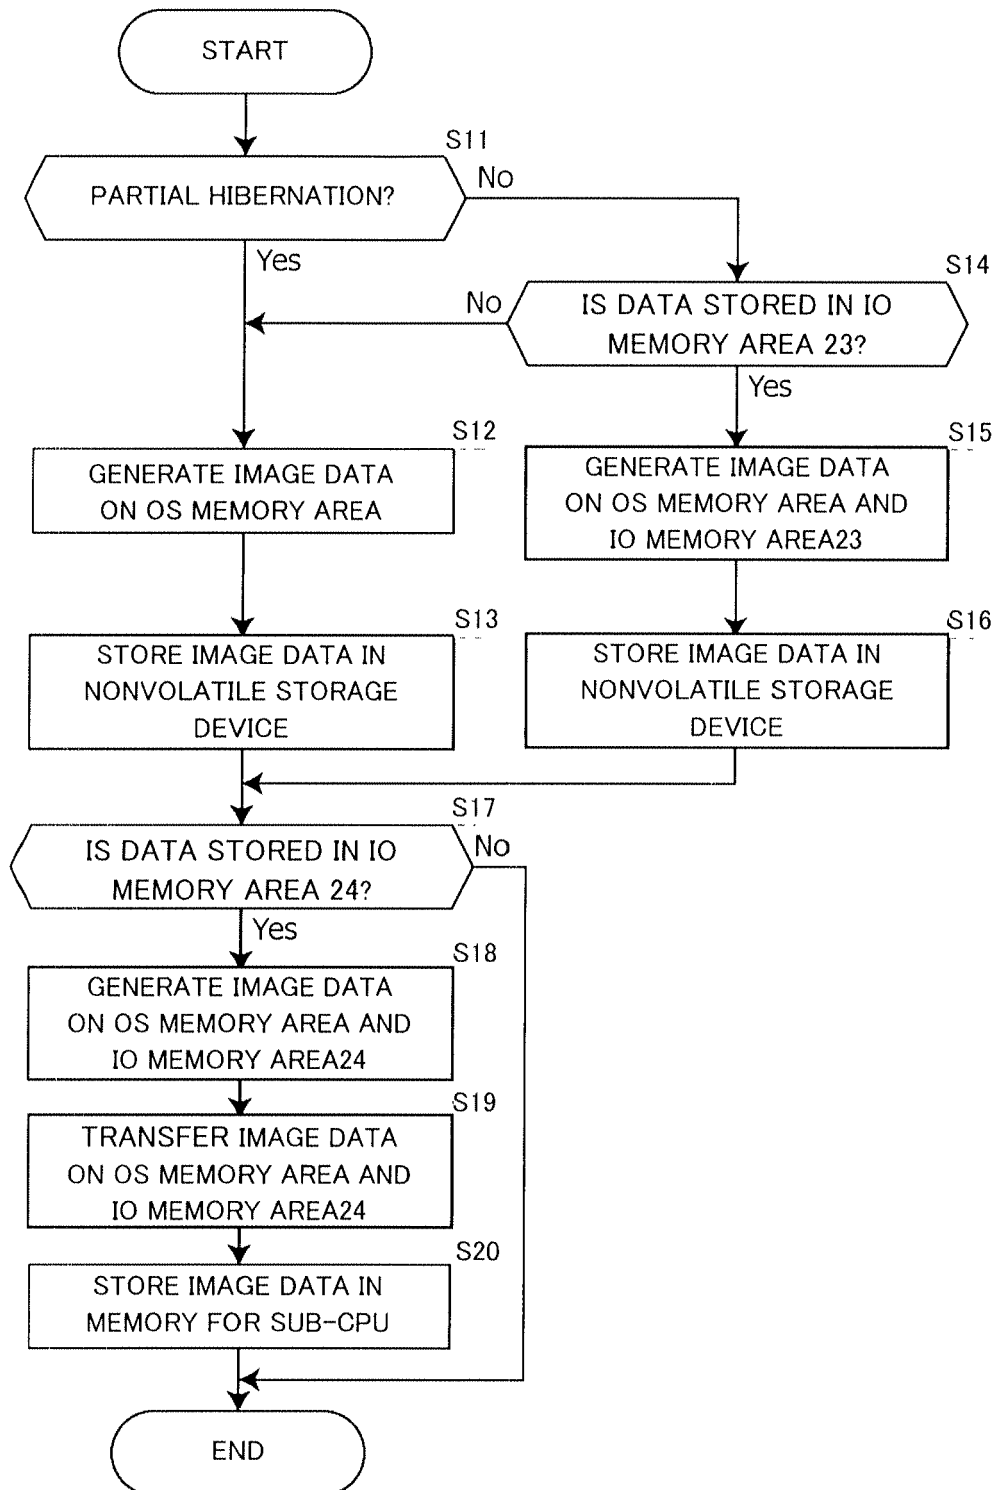 START
S11
PARTIAL HIBERNATION?
No
Yes
S14
No
IS DATA STORED IN IO
MEMORY AREA 23?
Yes
S12
GENERATE IMAGE DATA
ON OS MEMORY AREA
S15
GENERATE IMAGE DATA
ON OS MEMORY AREA AND
IO MEMORY AREA23
S13
STORE IMAGE DATA IN
NONVOLATILE STORAGE
DEVICE
S16
STORE IMAGE DATA IN
NONVOLATILE STORAGE
DEVICE
S17
IS DATA STORED IN IO
MEMORY AREA 24?
No
Yes
S18
GENERATE IMAGE DATA
ON OS MEMORY AREA AND
IO MEMORY AREA24
S19
TRANSFER IMAGE DATA
ON OS MEMORY AREA AND
IO MEMORY AREA24
S20
STORE IMAGE DATA IN
MEMORY FOR SUB-CPU
END